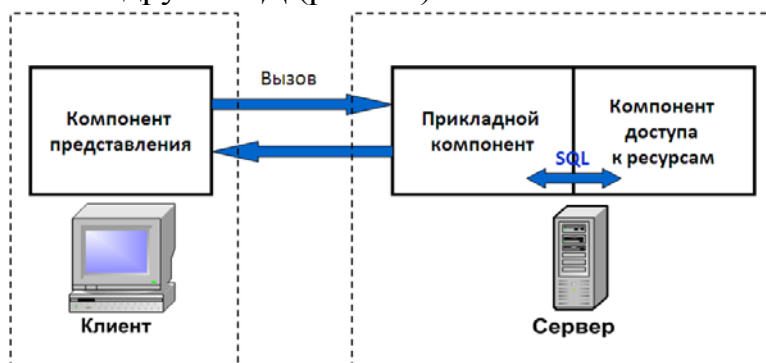 Вызов
Компонент
представления
Прикладной
компонент
Компонент
доступа
к ресурсам
SQL
Клиент
Сервер